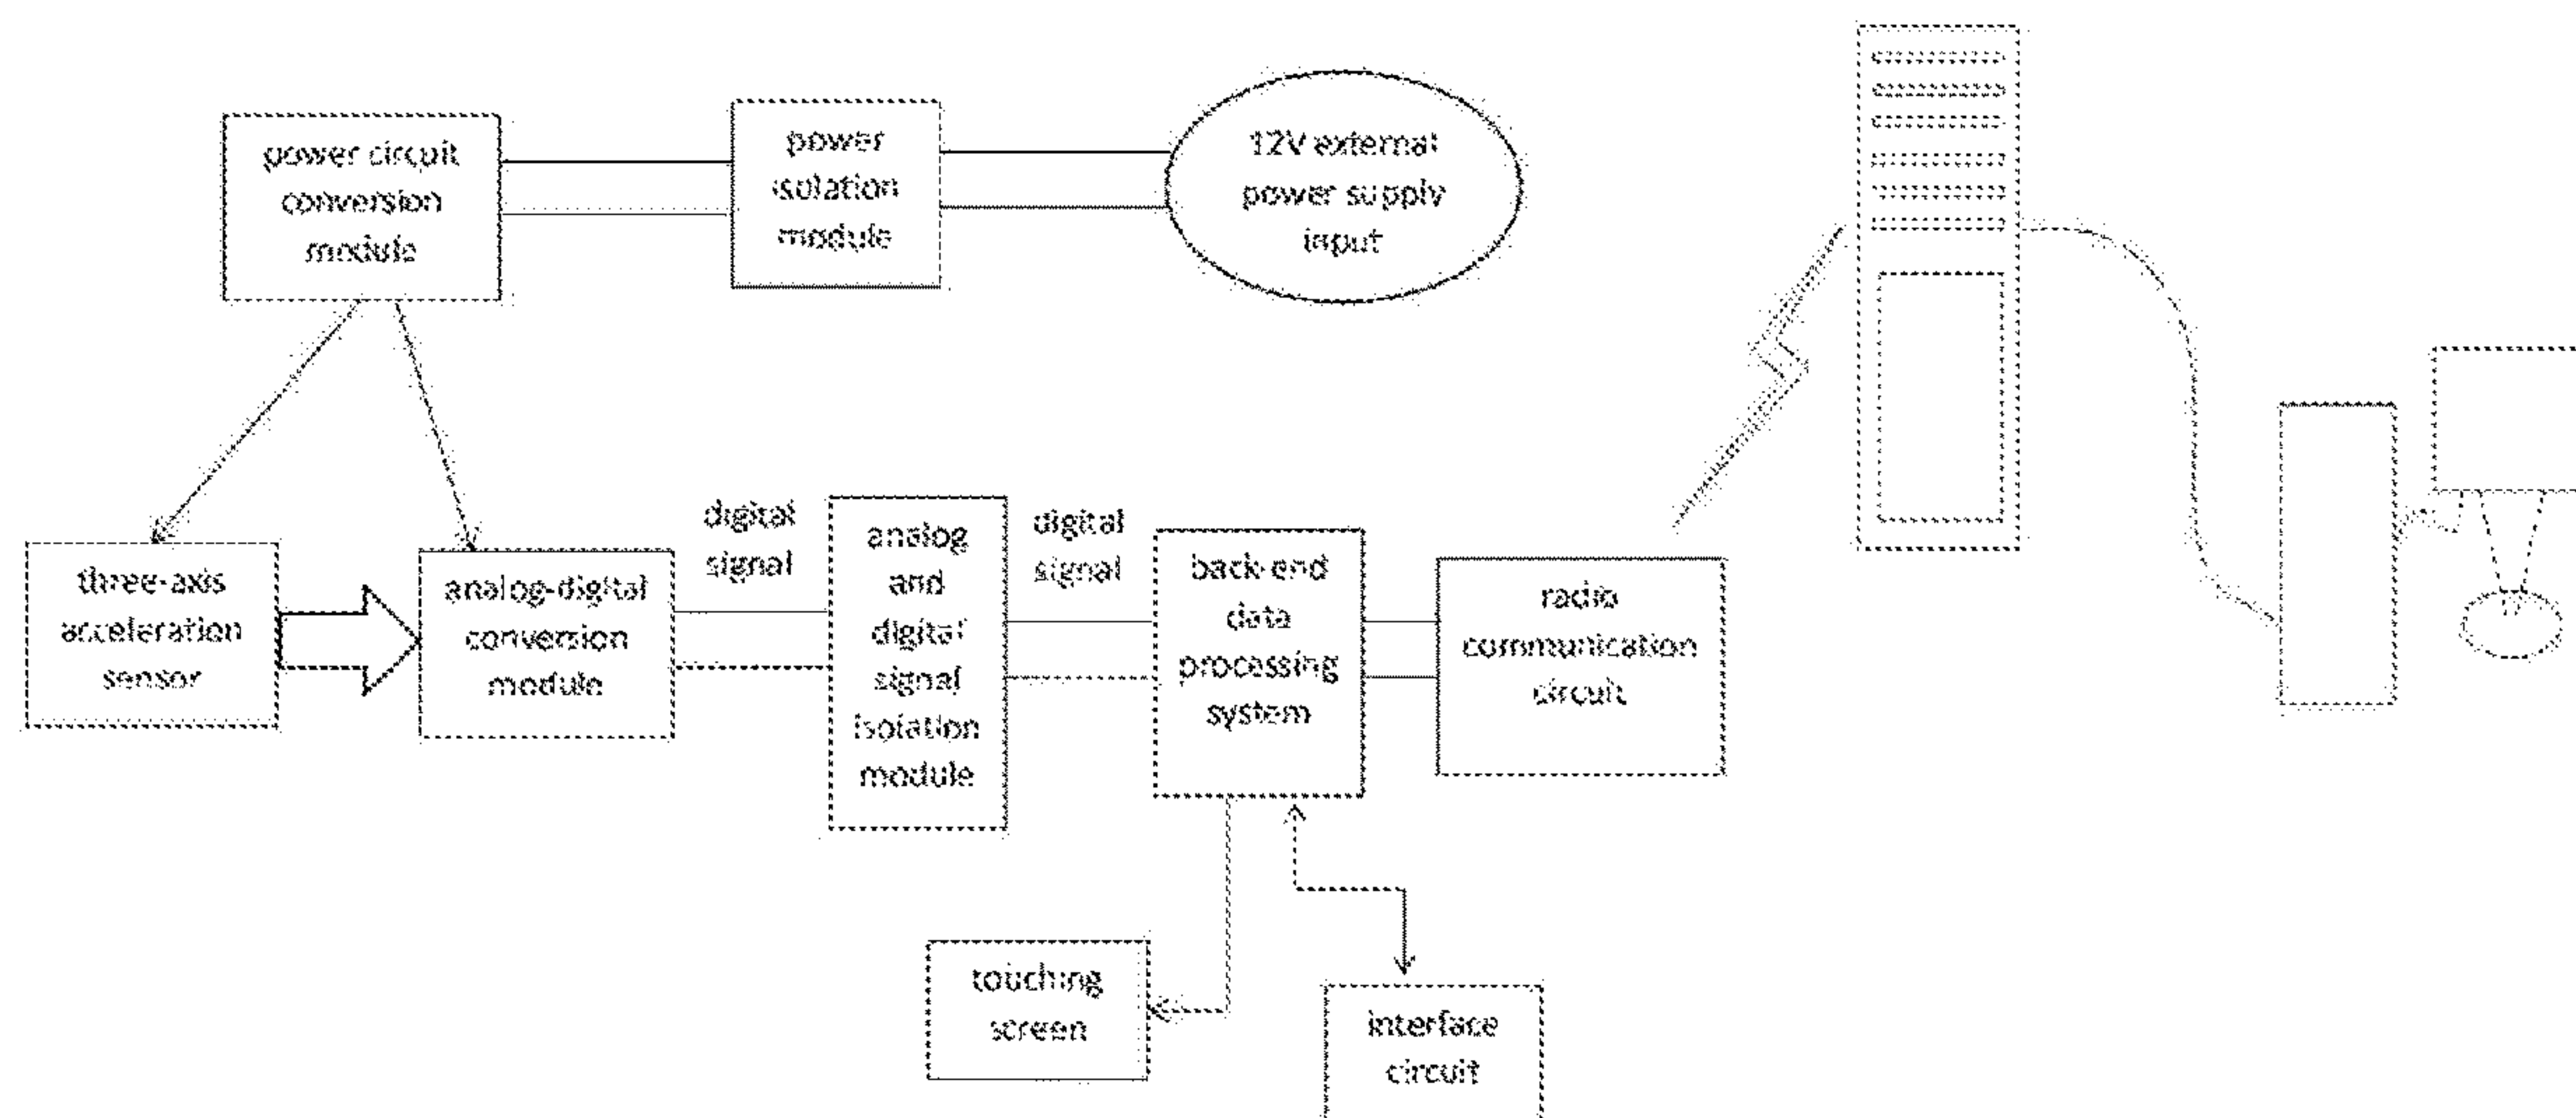 power circuit
conversion
module
power
isolation
module
12V external
power supply
input
three-axis
acceleration
sensor
analog-digital
conversion
module
digital
signal
analog
and
digital
signal
isolation
module
digital
signal
back-end
data
processing
system
radio
communication
circuit
touching
screen
interface
circuit